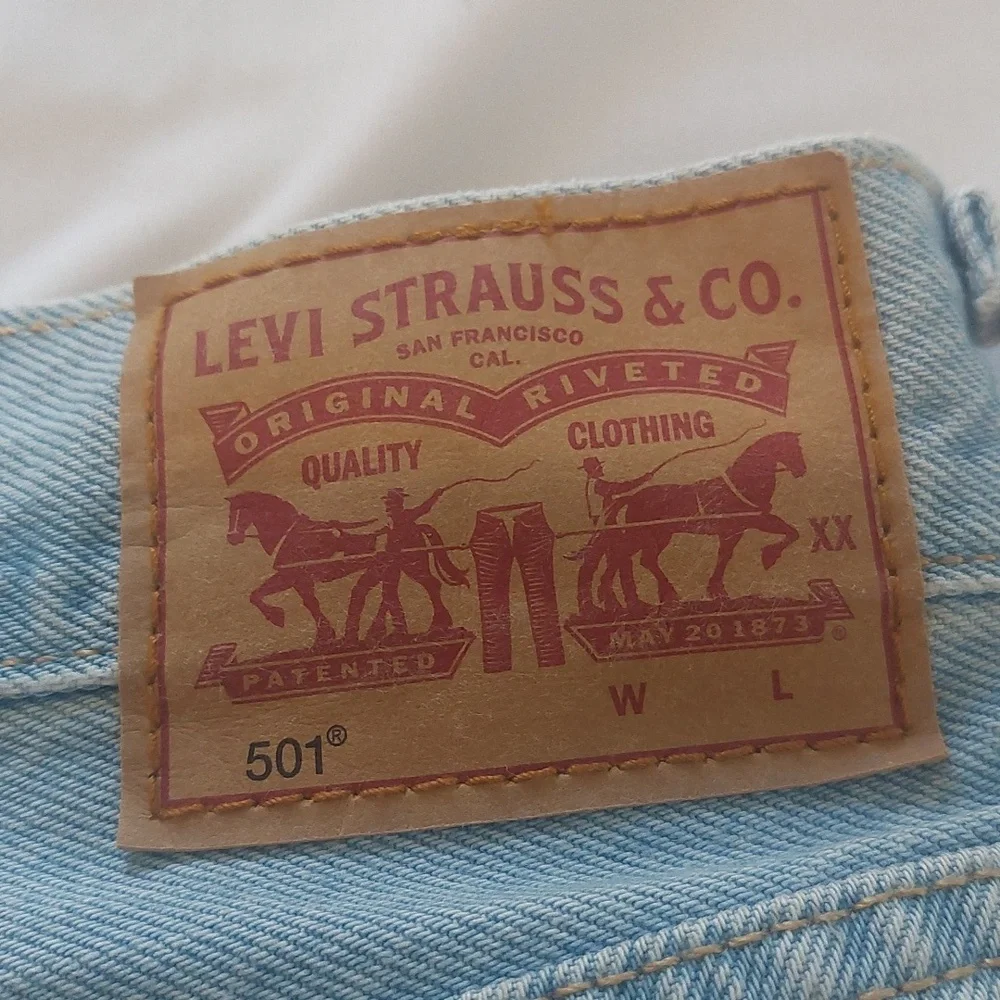 LEVI STRAUSS & CO.
SAN FRANCISCO
CAL.
ORIGINAL RIVETED
QUALITY CLOTHING
XX
PATENTED MAY 20 1873 ®
W L
501®